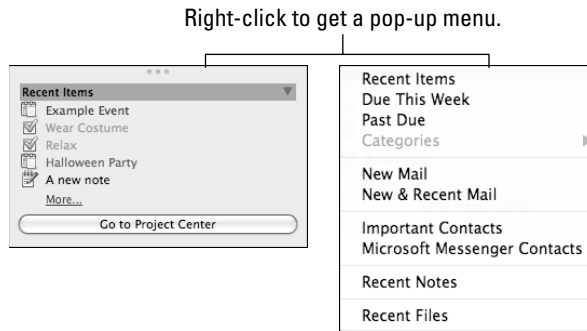 Right-click to get a pop-up menu.
Recent Items
Example Event
Wear Costume
Relax
Halloween Party
A new note
More...
Go to Project Center
Recent Items
Due This Week
Past Due
Categories
New Mail
New & Recent Mail
Important Contacts
Microsoft Messenger Contacts
Recent Notes
Recent Files